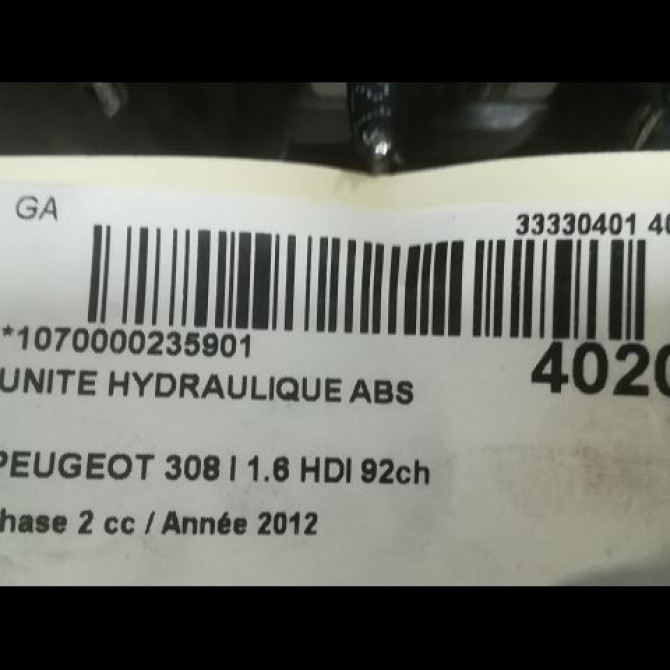 GA
33330401 40
*1070000235901
4020
UNITE HYDRAULIQUE ABS
PEUGEOT 308 I 1.6 HDI 92ch
hase 2 cc / Année 2012